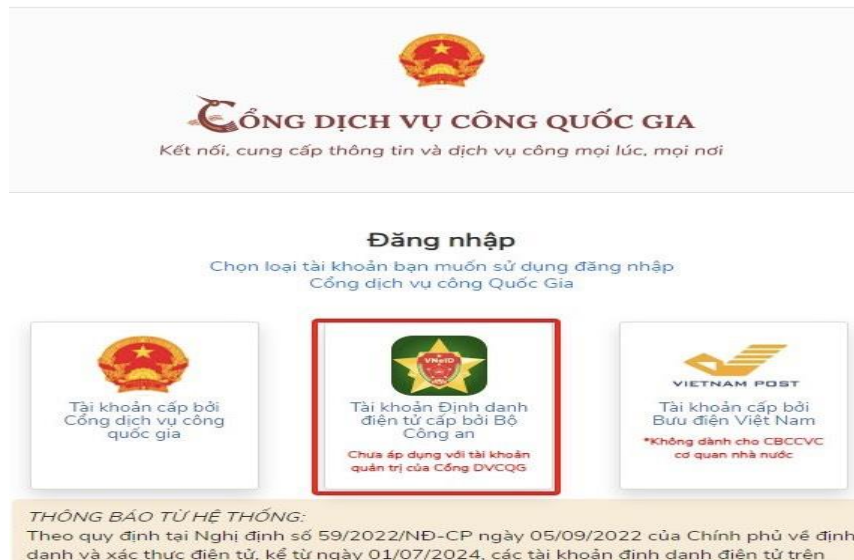 CỔNG DỊCH VỤ CÔNG QUỐC GIA
Kết nối, cung cấp thông tin và dịch vụ công mọi lúc, mọi nơi
Đăng nhập
Chọn loại tài khoản bạn muốn sử dụng đăng nhập
Cổng dịch vụ công Quốc Gia
Tài khoản cấp bởi
Cổng dịch vụ công
quốc gia
VNeID
Tài khoản Định danh
điện tử cấp bởi Bộ
Công an
Chưa áp dụng với tài khoản
quản trị của Cổng DVCQG
VIETNAM POST
Tài khoản cấp bởi
Bưu điện Việt Nam
*Không dành cho CBCCVC
cơ quan nhà nước
THÔNG BÁO TỪ HỆ THỐNG:
Theo quy định tại Nghị định số 59/2022/NĐ-CP ngày 05/09/2022 của Chính phủ về định
danh và xác thực điện tử, kể từ ngày 01/07/2024, các tài khoản định danh điện tử trên